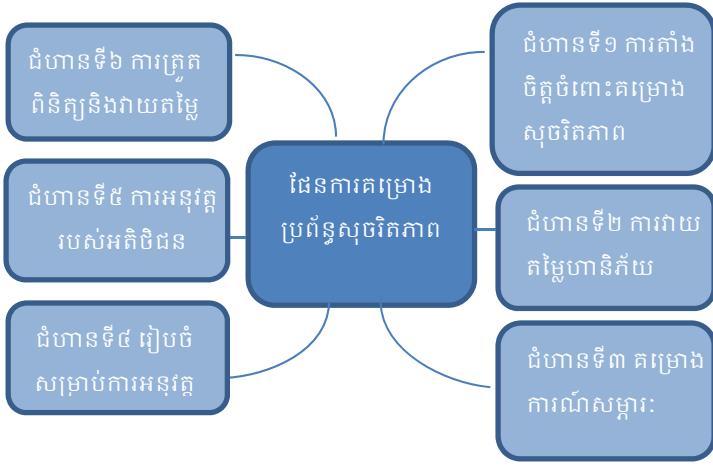 ផែនការគម្រោង
ប្រព័ន្ធសុចរិតភាព
ជំហានទី១ ការតាំង
ចិត្តចំពោះគម្រោង
សុចរិតភាព
ជំហានទី២ ការវាយ
តម្លៃហានិភ័យ
ជំហានទី៣ គម្រោង
ការណ៍សម្ភារៈ
ជំហានទី៤ រៀបចំ
សម្រាប់ការអនុវត្ត
ជំហានទី៥ ការអនុវត្ត
របស់អតិថិជន
ជំហានទី៦ ការត្រួត
ពិនិត្យនិងវាយតម្លៃ